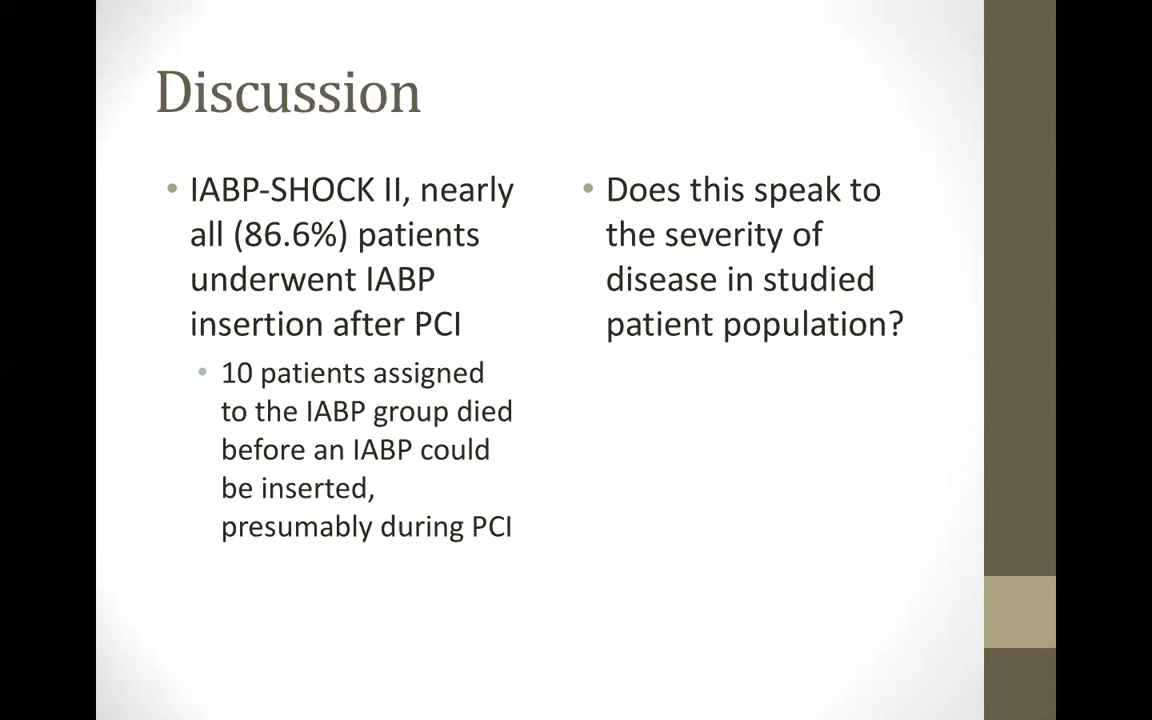 Discussion
• IABP-SHOCK II, nearly
all (86.6%) patients
underwent IABP
insertion after PCI
• 10 patients assigned
to the IABP group died
before an IABP could
be inserted,
presumably during PCI
• Does this speak to
the severity of
disease in studied
patient population?